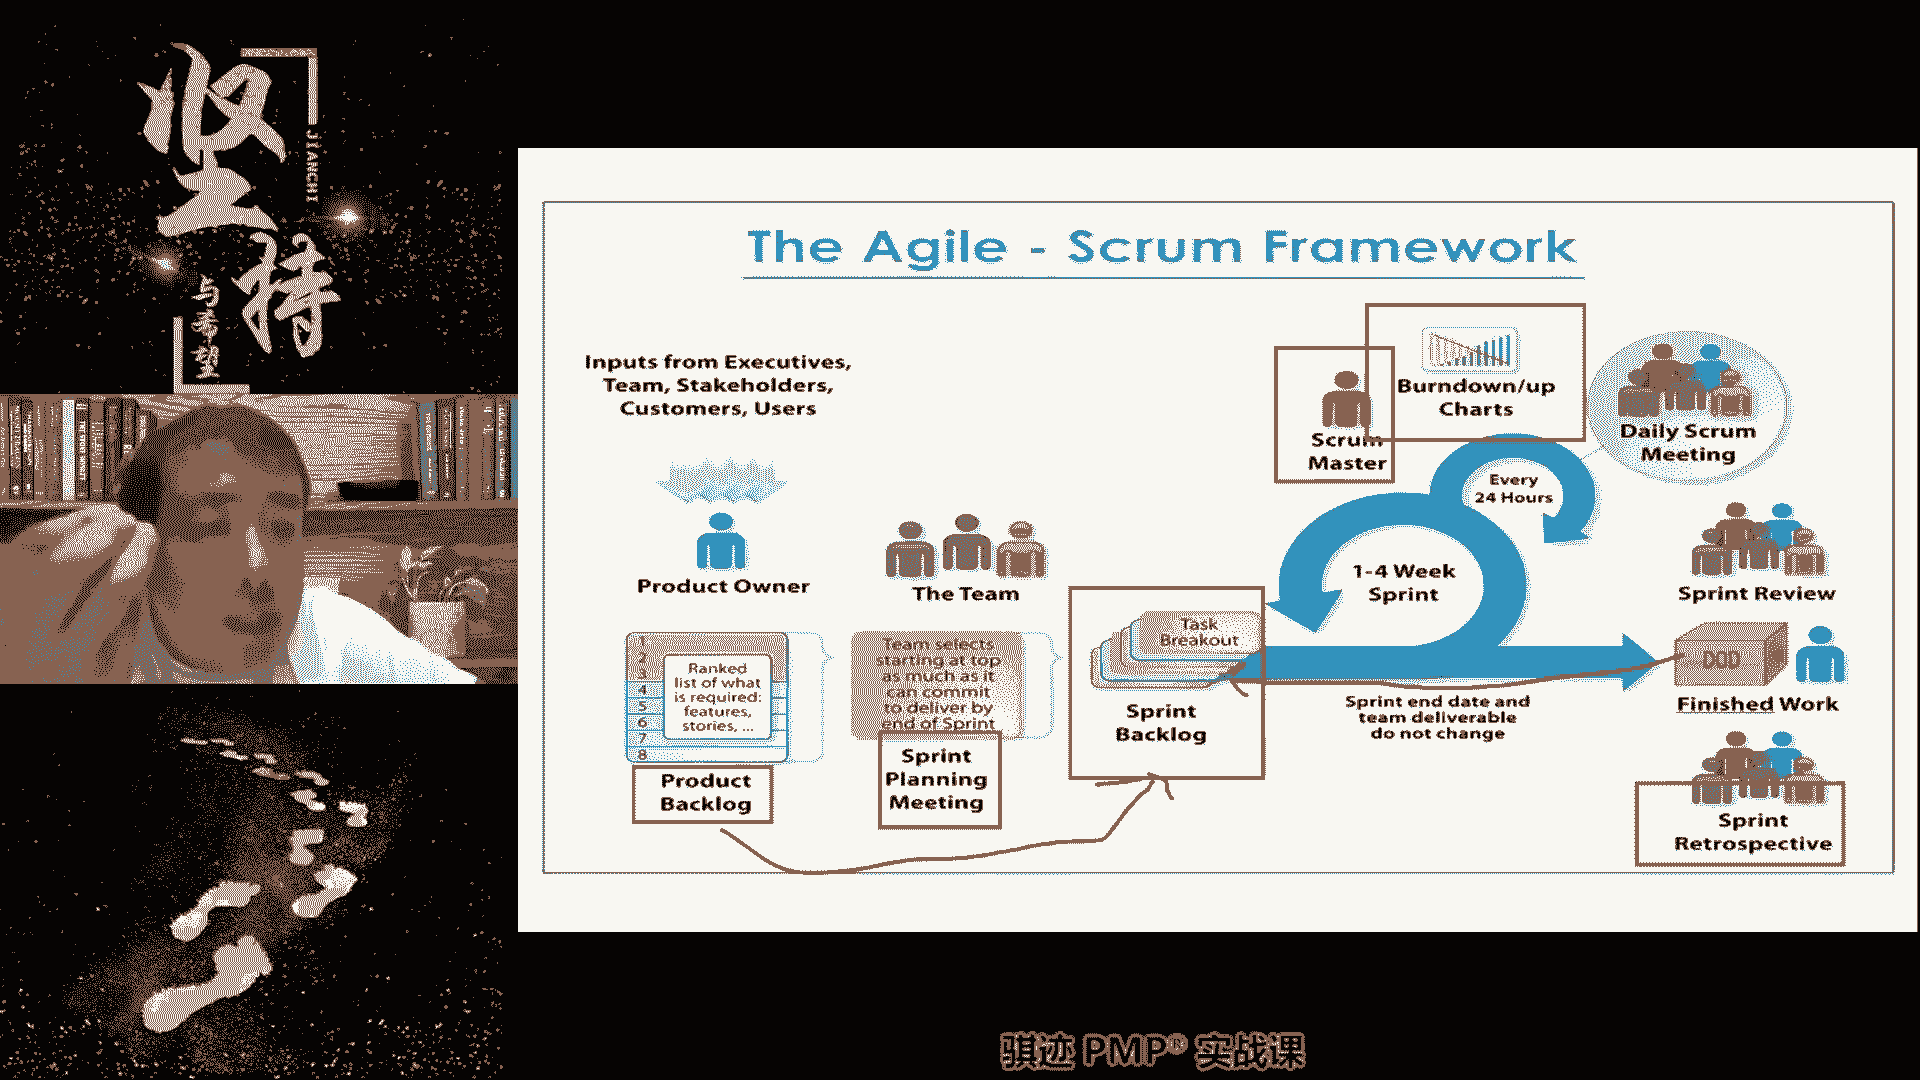 坚持
JIANCHI
与希望
The Agile - Scrum Framework
Inputs from Executives,
Team, Stakeholders,
Customers, Users
Product Owner
The Team
1
2
3
4
5
6
7
8
Ranked
list of what
is required:
features,
stories, ...
Product
Backlog
Team selects
starting at top
as much as it
can commit
to deliver by
end of Sprint
Sprint
Planning
Meeting
Task
Breakout
Sprint
Backlog
Scrum
Master
Burndown/up
Charts
Every
24 Hours
1-4 Week
Sprint
Sprint end date and
team deliverable
do not change
Daily Scrum
Meeting
Sprint Review
DOD
Finished Work
Sprint
Retrospective
骐迹 PMP® 实战课